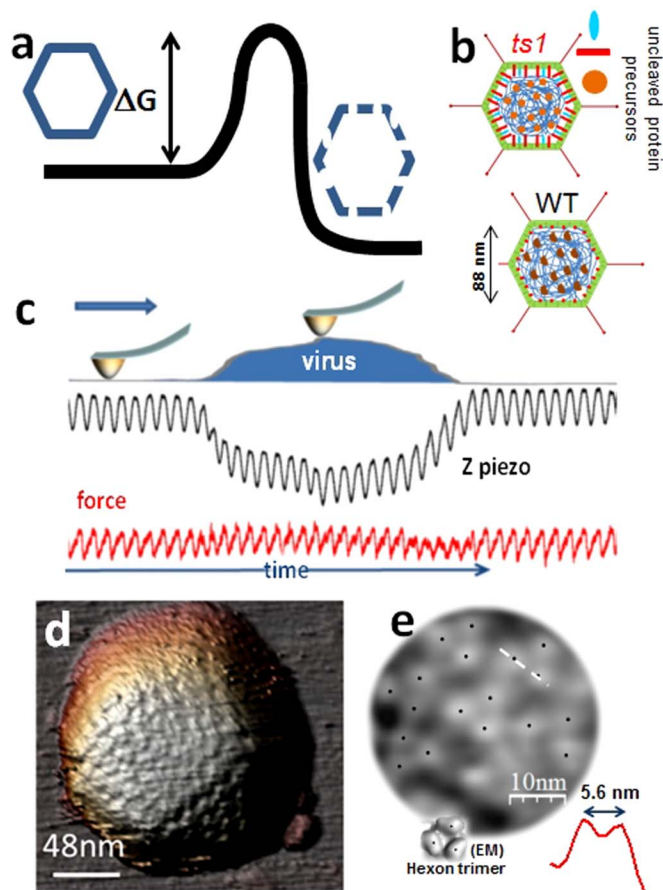 a
ΔG
b
ts1
uncleaved protein
precursors
WT
88 nm
c
virus
Z piezo
force
time
d
48nm
e
10nm
5.6 nm
(EM)
Hexon trimer